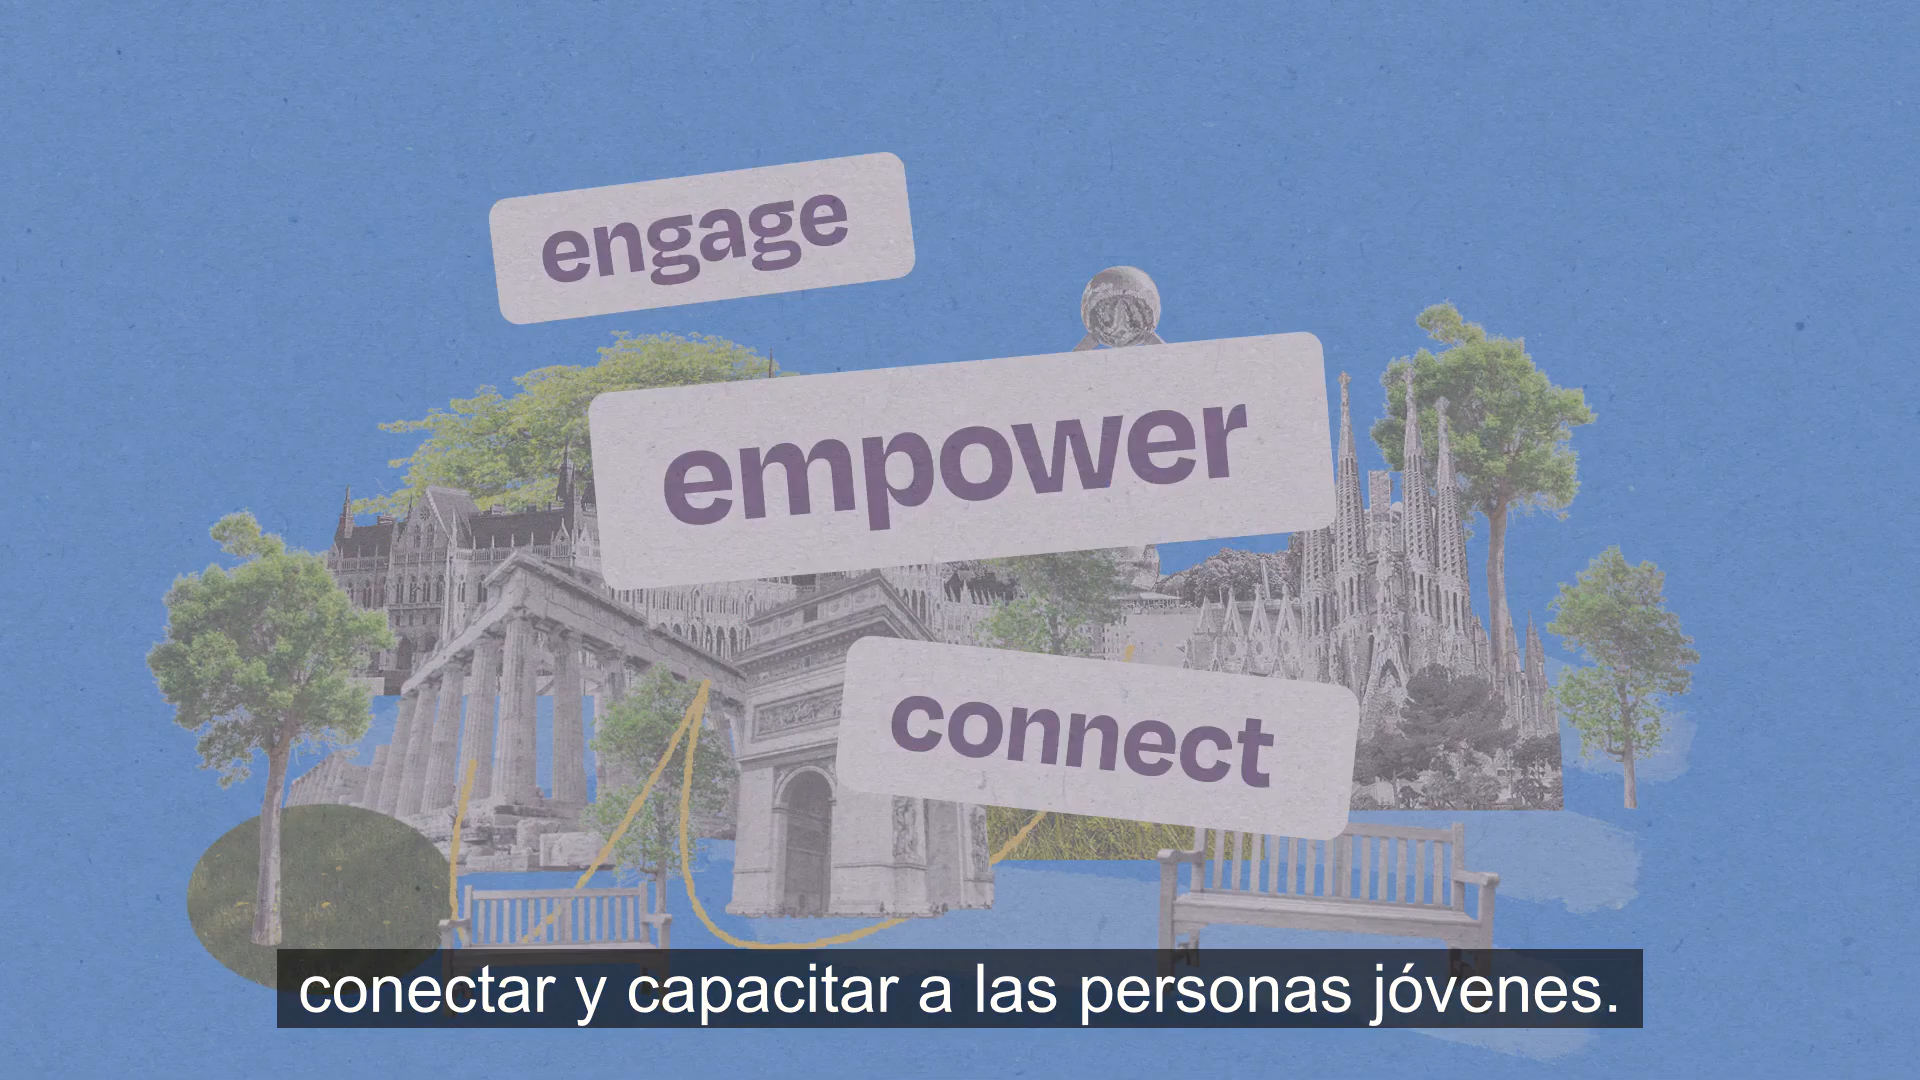 engage
empower
connect
conectar y capacitar a las personas jóvenes.